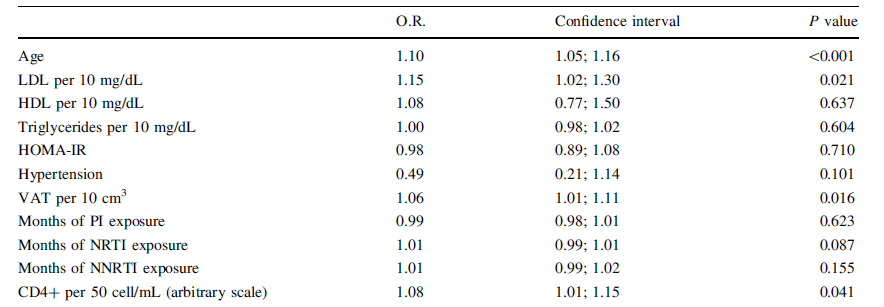 O.R. Confidence interval P value
Age 1.10 1.05; 1.16 <0.001
LDL per 10 mg/dL 1.15 1.02; 1.30 0.021
HDL per 10 mg/dL 1.08 0.77; 1.50 0.637
Triglycerides per 10 mg/dL 1.00 0.98; 1.02 0.604
HOMA-IR 0.98 0.89; 1.08 0.710
Hypertension 0.49 0.21; 1.14 0.101
VAT per 10 cm³ 1.06 1.01; 1.11 0.016
Months of PI exposure 0.99 0.98; 1.01 0.623
Months of NRTI exposure 1.01 0.99; 1.01 0.087
Months of NNRTI exposure 1.01 0.99; 1.02 0.155
CD4+ per 50 cell/mL (arbitrary scale) 1.08 1.01; 1.15 0.041